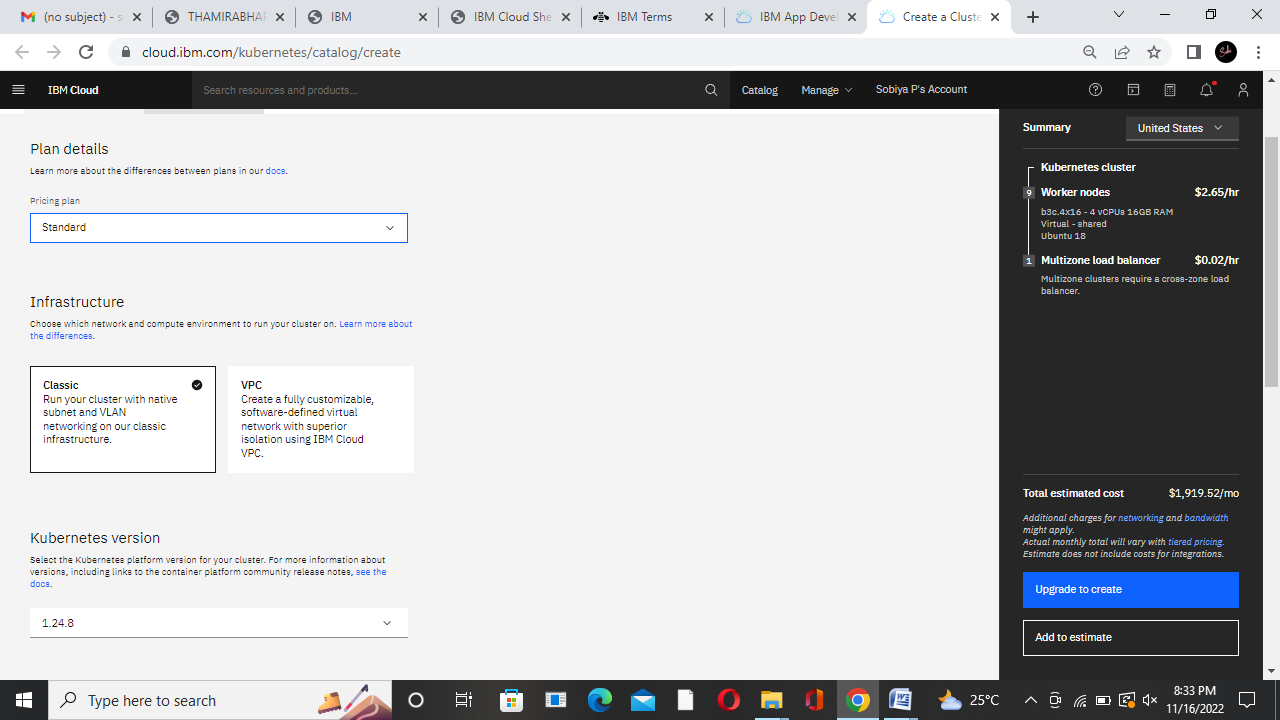 (no subject) - s
THAMIRABHAR
IBM
IBM Cloud She
IBM Terms
IBM App Devel
Create a Cluste
cloud.ibm.com/kubernetes/catalog/create
IBM Cloud
Search resources and products...
Catalog
Manage
Sobiya P's Account
Plan details
Learn more about the differences between plans in our docs.
Pricing plan
Standard
Infrastructure
Choose which network and compute environment to run your cluster on. Learn more about
the differences.
Classic
Run your cluster with native
subnet and VLAN
networking on our classic
infrastructure.
VPC
Create a fully customizable,
software-defined virtual
network with superior
isolation using IBM Cloud
VPC.
Kubernetes version
Select the Kubernetes platform version for your cluster. For more information about
versions, including links to the container platform community release notes, see the
docs.
1.24.8
Summary
United States
Kubernetes cluster
9 Worker nodes $2.65/hr
b3c.4x16 - 4 vCPUs 16GB RAM
Virtual - shared
Ubuntu 18
1 Multizone load balancer $0.02/hr
Multizone clusters require a cross-zone load
balancer.
Total estimated cost $1,919.52/mo
Additional charges for networking and bandwidth
might apply.
Actual monthly total will vary with tiered pricing.
Estimate does not include costs for integrations.
Upgrade to create
Add to estimate
Type here to search
25°C
8:33 PM
11/16/2022